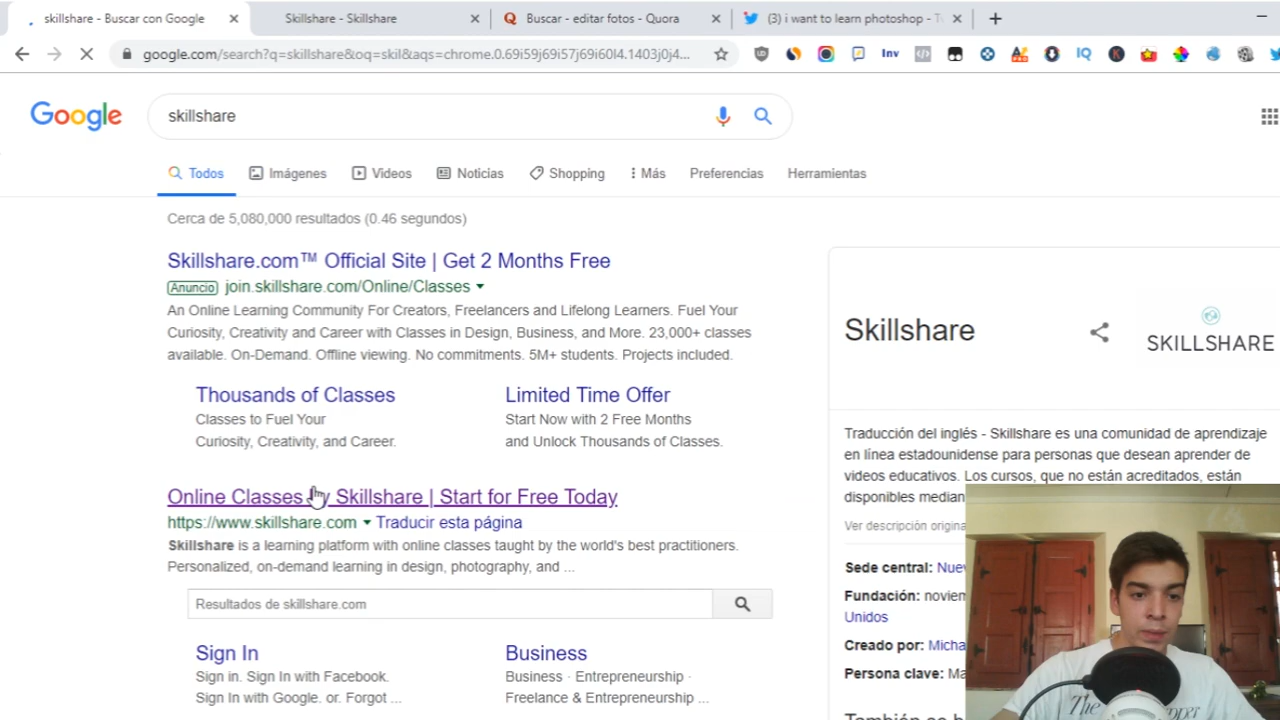 skillshare - Buscar con Google
Skillshare - Skillshare
Buscar - editar fotos - Quora
(3) i want to learn photoshop - Tw
google.com/search?q=skillshare&oq=skil&aqs=chrome.0.69i59j69i57j69i60l4.1403j0j4...
Inv
IQ
Google
skillshare
Todos
Imágenes
Videos
Noticias
Shopping
Más
Preferencias
Herramientas
Cerca de 5,080,000 resultados (0.46 segundos)
Skillshare.com™ Official Site | Get 2 Months Free
Anuncio join.skillshare.com/Online/Classes
An Online Learning Community For Creators, Freelancers and Lifelong Learners. Fuel Your
Curiosity, Creativity and Career with Classes in Design, Business, and More. 23,000+ classes
available. On-Demand. Offline viewing. No commitments. 5M+ students. Projects included.
Thousands of Classes
Classes to Fuel Your
Curiosity, Creativity, and Career.
Limited Time Offer
Start Now with 2 Free Months
and Unlock Thousands of Classes.
Online Classes by Skillshare | Start for Free Today
https://www.skillshare.com Traducir esta página
Skillshare is a learning platform with online classes taught by the world's best practitioners.
Personalized, on-demand learning in design, photography, and ...
Resultados de skillshare.com
Sign In
Sign in. Sign In with Facebook.
Sign In with Google. or. Forgot ...
Business
Business · Entrepreneurship ·
Freelance & Entrepreneurship ...
Skillshare
SKILLSHARE
Traducción del inglés - Skillshare es una comunidad de aprendizaje
en línea estadounidense para personas que desean aprender de
videos educativos. Los cursos, que no están acreditados, están
disponibles median
Ver descripción origina
Sede central: Nuev
Fundación: noviem
Unidos
Creado por: Micha
Persona clave: Ma
The